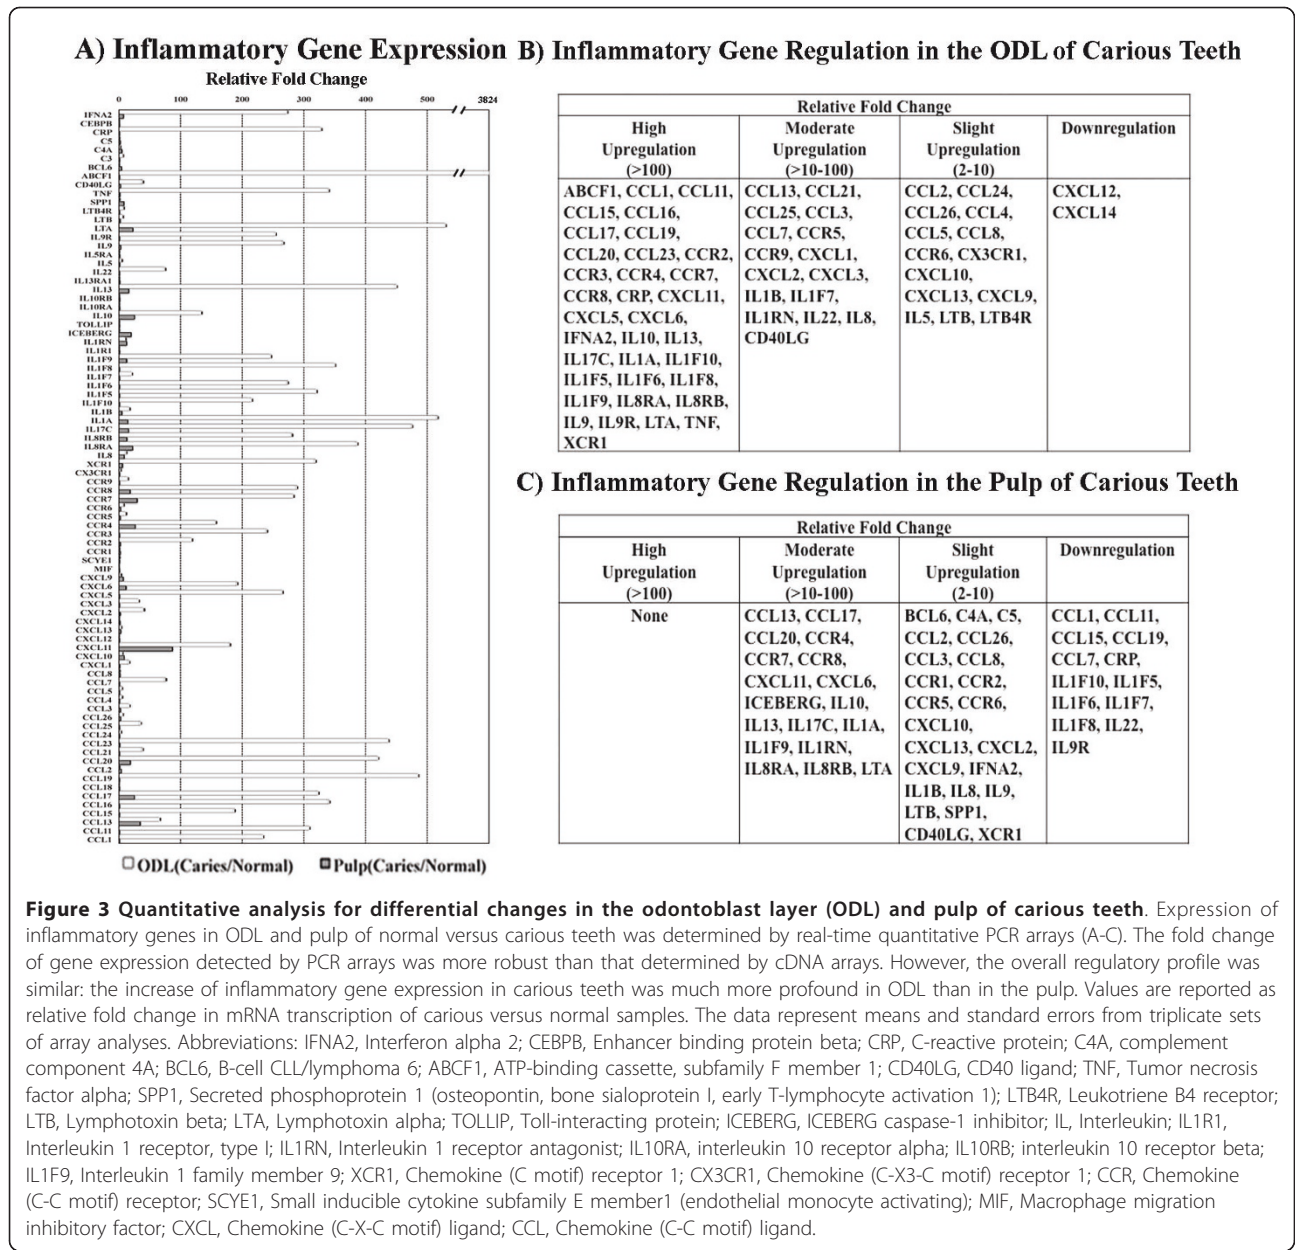 A) Inflammatory Gene Expression
Relative Fold Change
0 100 200 300 400 500 3824
IFNA2
CEBPB
CRP
C5
C4A
C3
BCL6
ABCF1
CD40LG
TNF
SPP1
LTB4R
LTB
LTA
IL9R
IL9
IL5RA
IL5
IL22
IL13RA1
IL13
IL10RB
IL10RA
IL10
TOLLIP
ICEBERG
IL1RN
IL1R1
IL1F9
IL1F8
IL1F7
IL1F6
IL1F5
IL1F10
IL1B
IL1A
IL17C
IL8RB
IL8RA
IL8
XCR1
CX3CR1
CCR9
CCR8
CCR7
CCR6
CCR5
CCR4
CCR3
CCR2
CCR1
SCYE1
MIF
CXCL9
CXCL6
CXCL5
CXCL3
CXCL2
CXCL14
CXCL13
CXCL12
CXCL11
CXCL10
CXCL1
CCL8
CCL7
CCL5
CCL4
CCL3
CCL26
CCL25
CCL24
CCL23
CCL21
CCL20
CCL2
CCL19
CCL18
CCL17
CCL16
CCL15
CCL13
CCL11
CCL1
ODL(Caries/Normal) Pulp(Caries/Normal)
B) Inflammatory Gene Regulation in the ODL of Carious Teeth
Relative Fold Change
High
Upregulation
(>100)
Moderate
Upregulation
(>10-100)
Slight
Upregulation
(2-10)
Downregulation
ABCF1, CCL1, CCL11,
CCL15, CCL16,
CCL17, CCL19,
CCL20, CCL23, CCR2,
CCR3, CCR4, CCR7,
CCR8, CRP, CXCL11,
CXCL5, CXCL6,
IFNA2, IL10, IL13,
IL17C, IL1A, IL1F10,
IL1F5, IL1F6, IL1F8,
IL1F9, IL8RA, IL8RB,
IL9, IL9R, LTA, TNF,
XCR1
CCL13, CCL21,
CCL25, CCL3,
CCL7, CCR5,
CCR9, CXCL1,
CXCL2, CXCL3,
IL1B, IL1F7,
IL1RN, IL22, IL8,
CD40LG
CCL2, CCL24,
CCL26, CCL4,
CCL5, CCL8,
CCR6, CX3CR1,
CXCL10,
CXCL13, CXCL9,
IL5, LTB, LTB4R
CXCL12,
CXCL14
C) Inflammatory Gene Regulation in the Pulp of Carious Teeth
Relative Fold Change
High
Upregulation
(>100)
Moderate
Upregulation
(>10-100)
Slight
Upregulation
(2-10)
Downregulation
None
CCL13, CCL17,
CCL20, CCR4,
CCR7, CCR8,
CXCL11, CXCL6,
ICEBERG, IL10,
IL13, IL17C, IL1A,
IL1F9, IL1RN,
IL8RA, IL8RB, LTA
BCL6, C4A, C5,
CCL2, CCL26,
CCL3, CCL8,
CCR1, CCR2,
CCR5, CCR6,
CXCL10,
CXCL13, CXCL2,
CXCL9, IFNA2,
IL1B, IL8, IL9,
LTB, SPP1,
CD40LG, XCR1
CCL1, CCL11,
CCL15, CCL19,
CCL7, CRP,
IL1F10, IL1F5,
IL1F6, IL1F7,
IL1F8, IL22,
IL9R
Figure 3 Quantitative analysis for differential changes in the odontoblast layer (ODL) and pulp of carious teeth. Expression of
inflammatory genes in ODL and pulp of normal versus carious teeth was determined by real-time quantitative PCR arrays (A-C). The fold change
of gene expression detected by PCR arrays was more robust than that determined by cDNA arrays. However, the overall regulatory profile was
similar: the increase of inflammatory gene expression in carious teeth was much more profound in ODL than in the pulp. Values are reported as
relative fold change in mRNA transcription of carious versus normal samples. The data represent means and standard errors from triplicate sets
of array analyses. Abbreviations: IFNA2, Interferon alpha 2; CEBPB, Enhancer binding protein beta; CRP, C-reactive protein; C4A, complement
component 4A; BCL6, B-cell CLL/lymphoma 6; ABCF1, ATP-binding cassette, subfamily F member 1; CD40LG, CD40 ligand; TNF, Tumor necrosis
factor alpha; SPP1, Secreted phosphoprotein 1 (osteopontin, bone sialoprotein I, early T-lymphocyte activation 1); LTB4R, Leukotriene B4 receptor;
LTB, Lymphotoxin beta; LTA, Lymphotoxin alpha; TOLLIP, Toll-interacting protein; ICEBERG, ICEBERG caspase-1 inhibitor; IL, Interleukin; IL1R1,
Interleukin 1 receptor, type I; IL1RN, Interleukin 1 receptor antagonist; IL10RA, interleukin 10 receptor alpha; IL10RB; interleukin 10 receptor beta;
IL1F9, Interleukin 1 family member 9; XCR1, Chemokine (C motif) receptor 1; CX3CR1, Chemokine (C-X3-C motif) receptor 1; CCR, Chemokine
(C-C motif) receptor; SCYE1, Small inducible cytokine subfamily E member1 (endothelial monocyte activating); MIF, Macrophage migration
inhibitory factor; CXCL, Chemokine (C-X-C motif) ligand; CCL, Chemokine (C-C motif) ligand.